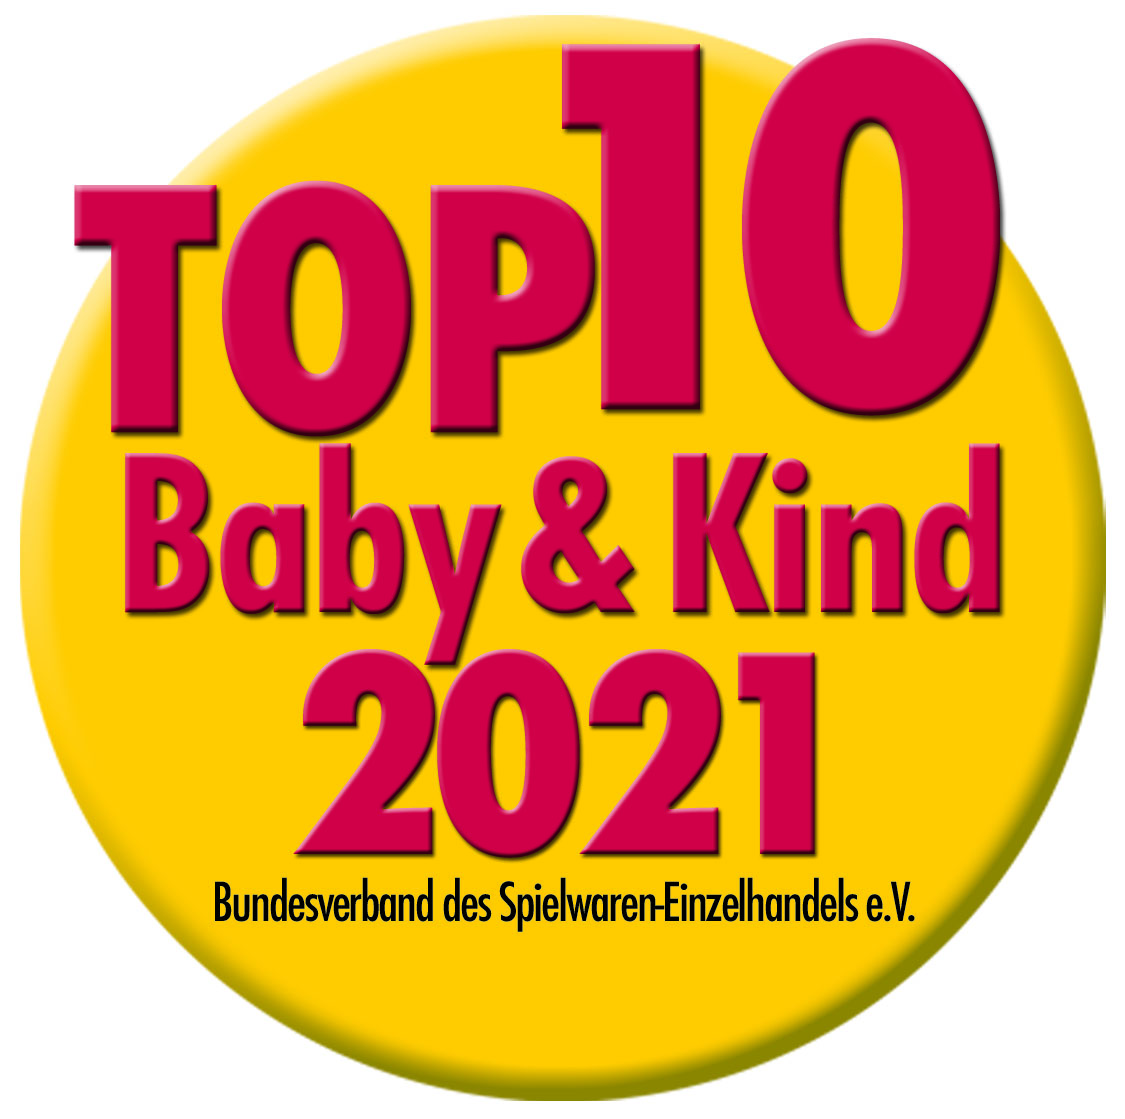 TOP10
Baby & Kind
2021
Bundesverband des Spielwaren-Einzelhandels e.V.